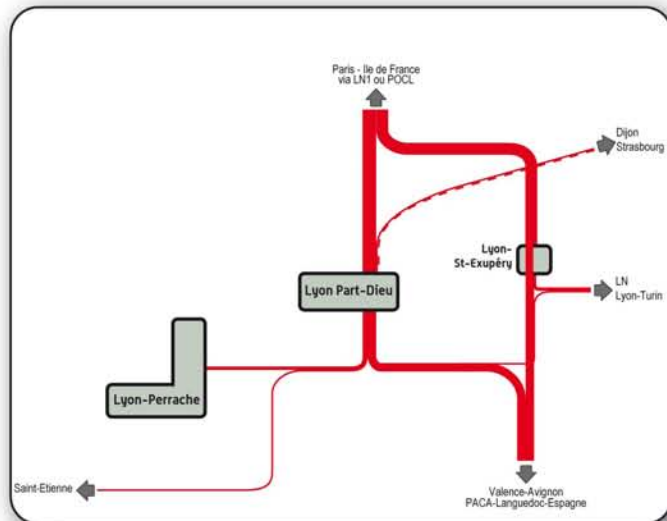 Paris - Ile de France
via LN1 ou POCL
Dijon
Strasbourg
Lyon-
St-Exupéry
Lyon Part-Dieu
LN
Lyon-Turin
Lyon-Perrache
Saint-Etienne
Valence-Avignon
PACA-Languedoc-Espagne